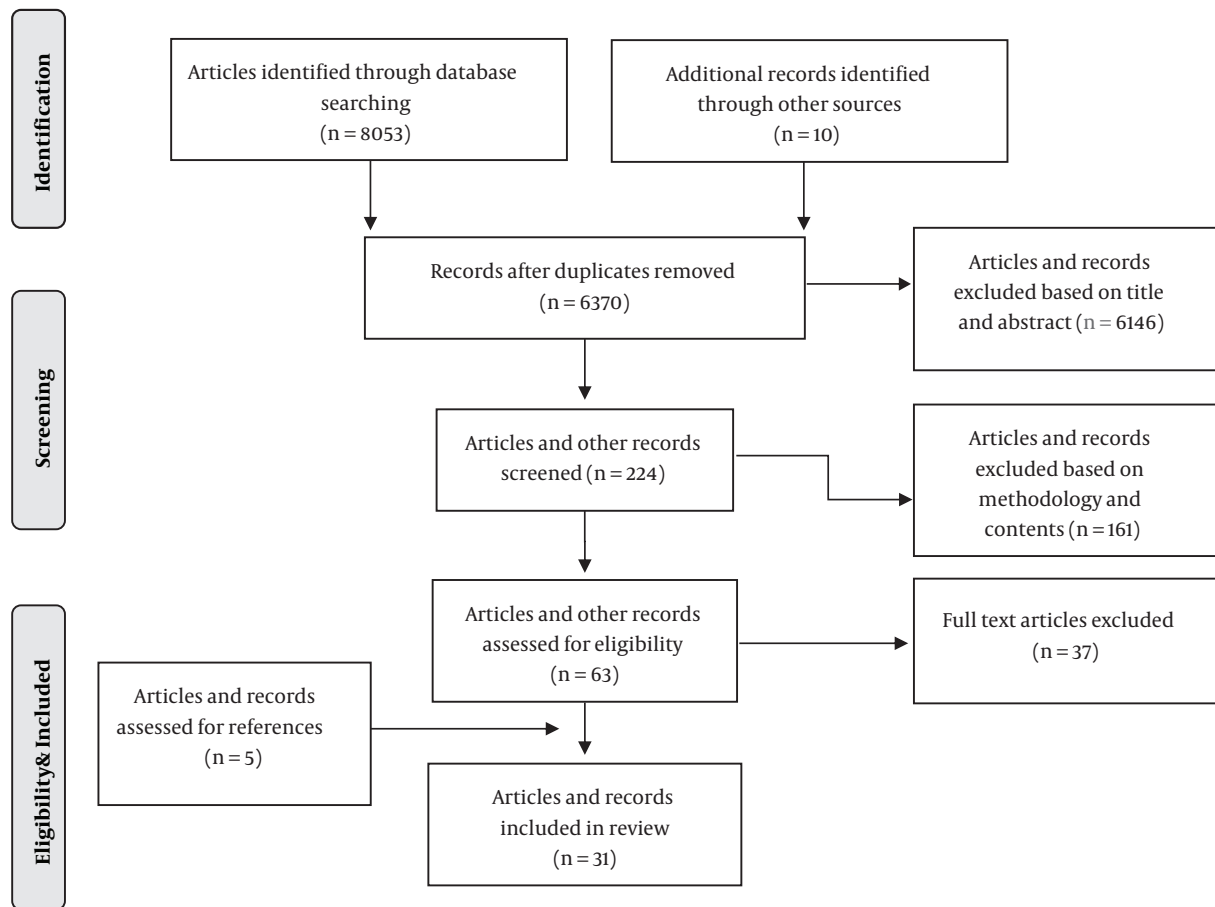 Identification
Articles identified through database
searching
(n = 8053)
Additional records identified
through other sources
(n = 10)
Records after duplicates removed
(n = 6370)
Articles and records
excluded based on title
and abstract (n = 6146)
Screening
Articles and other records
screened (n = 224)
Articles and records
excluded based on
methodology and
contents (n = 161)
Eligibility& Included
Articles and other records
assessed for eligibility
(n = 63)
Full text articles excluded
(n = 37)
Articles and records
assessed for references
(n = 5)
Articles and records
included in review
(n = 31)